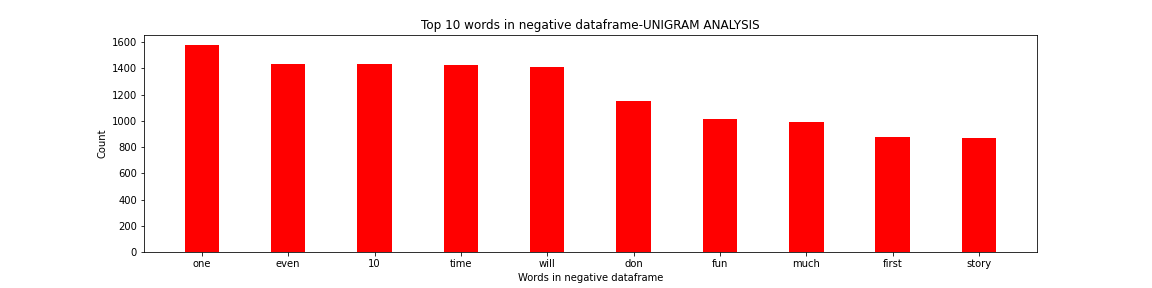 Top 10 words in negative dataframe-UNIGRAM ANALYSIS
1600
1400
1200
1000
800
600
400
200
0
Count
one even 10 time will don fun much first story
Words in negative dataframe